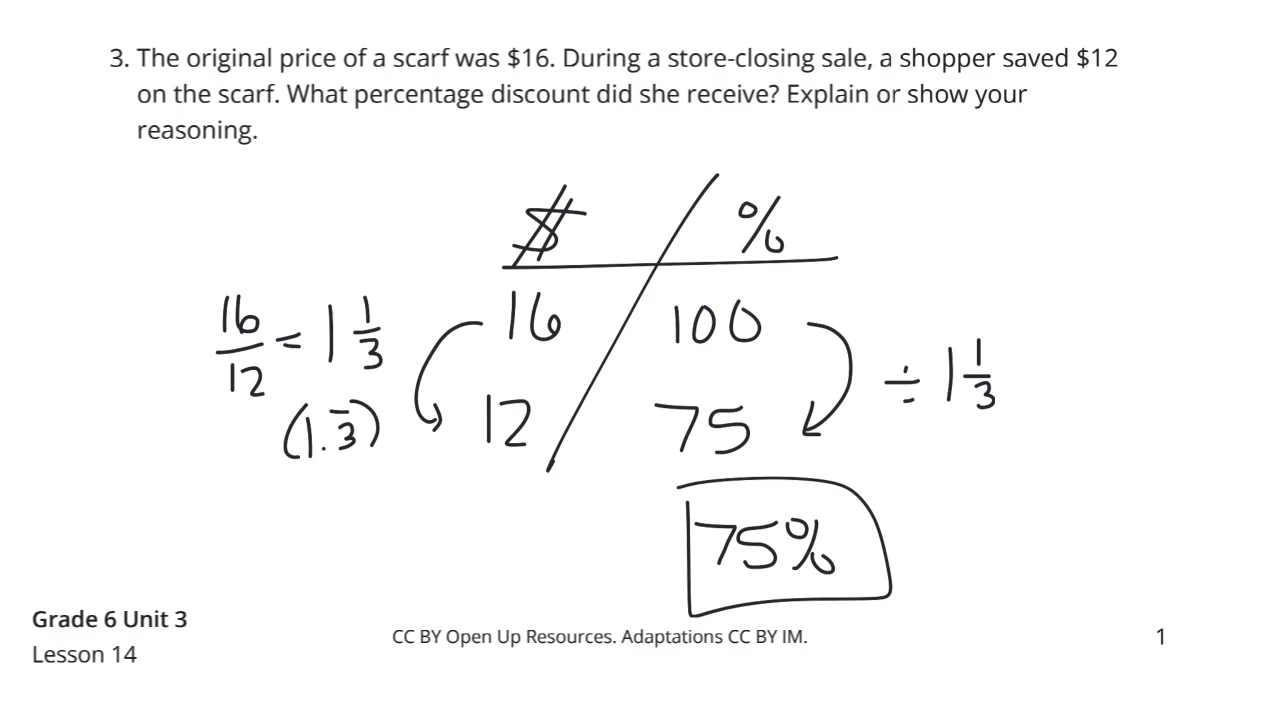 3. The original price of a scarf was $16. During a store-closing sale, a shopper saved $12
on the scarf. What percentage discount did she receive? Explain or show your
reasoning.
$ %
16/12 = 1 1/3
(1.3̅)
16 100
12 75
÷ 1 1/3
75%
Grade 6 Unit 3
Lesson 14
CC BY Open Up Resources. Adaptations CC BY IM.
1